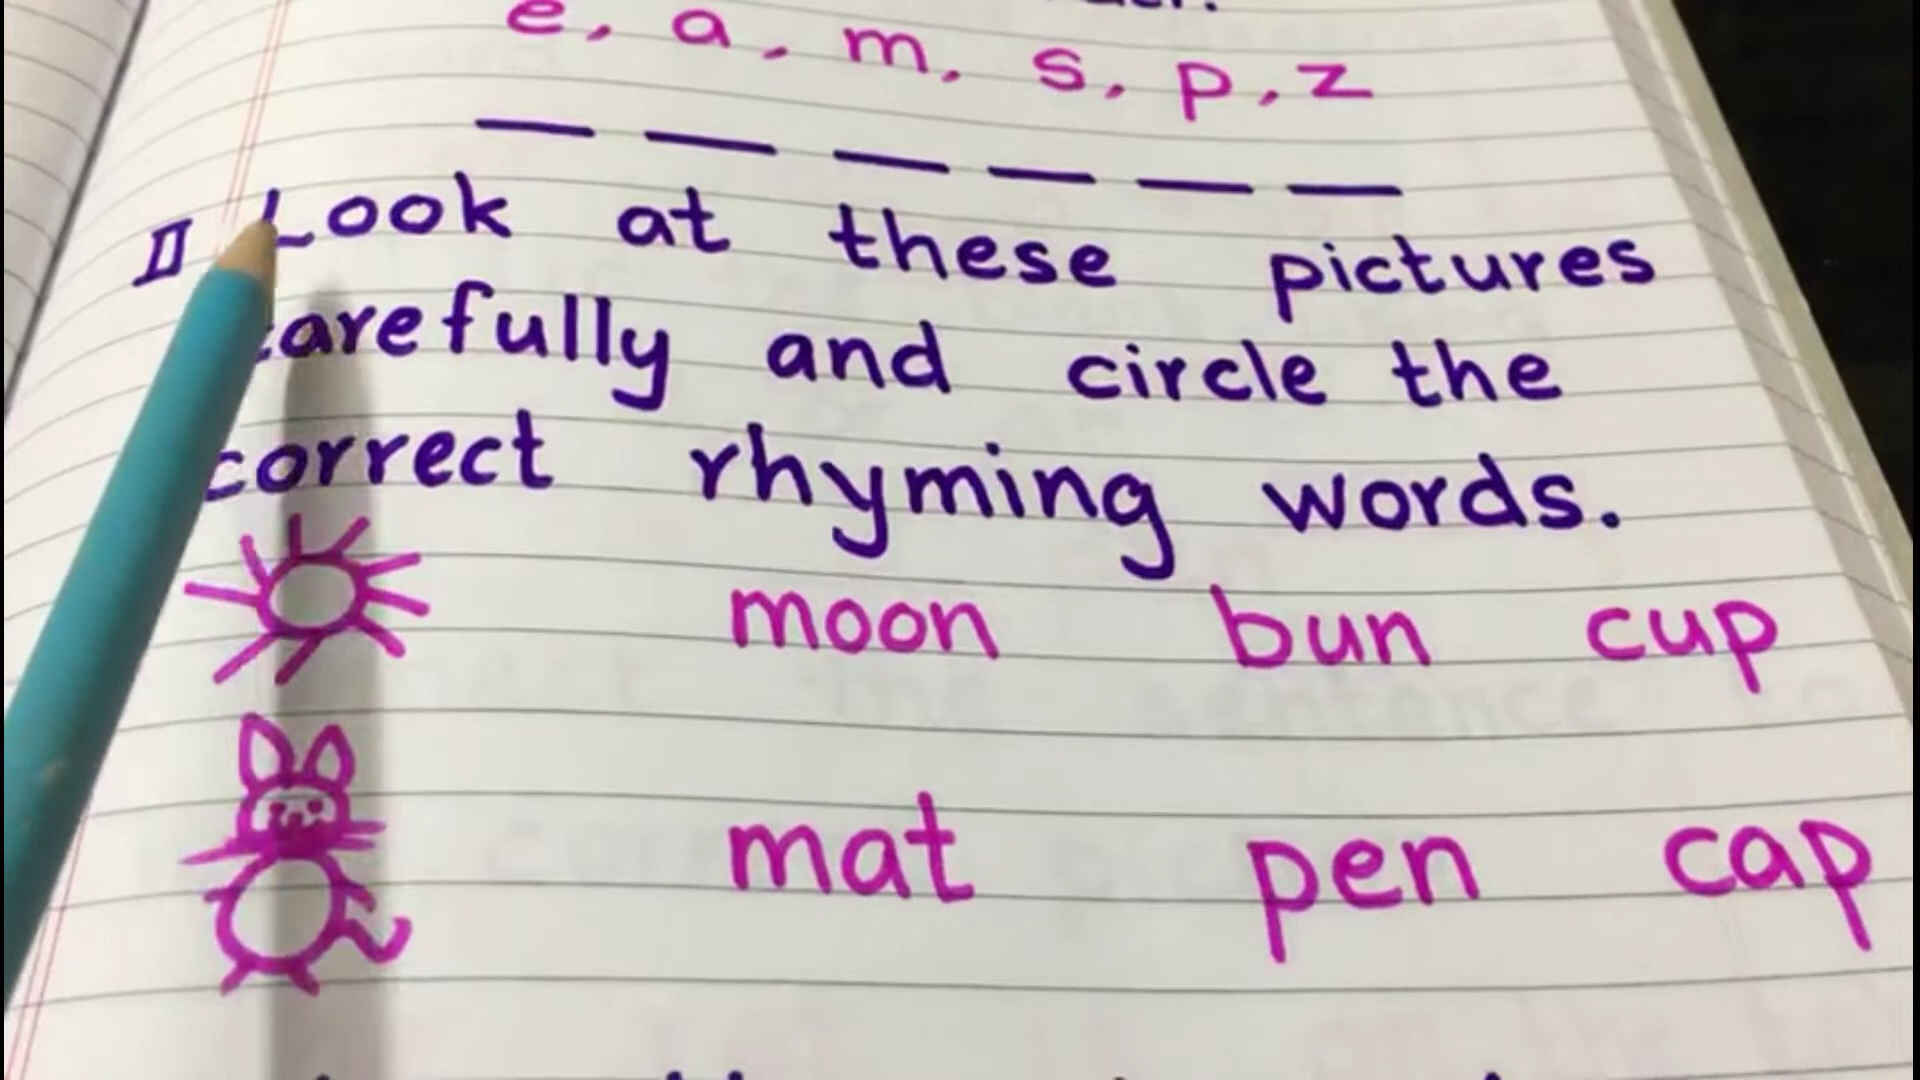 e, a, m, s, p, z
II Look at these pictures
carefully and circle the
correct rhyming words.
moon bun cup
mat pen cap